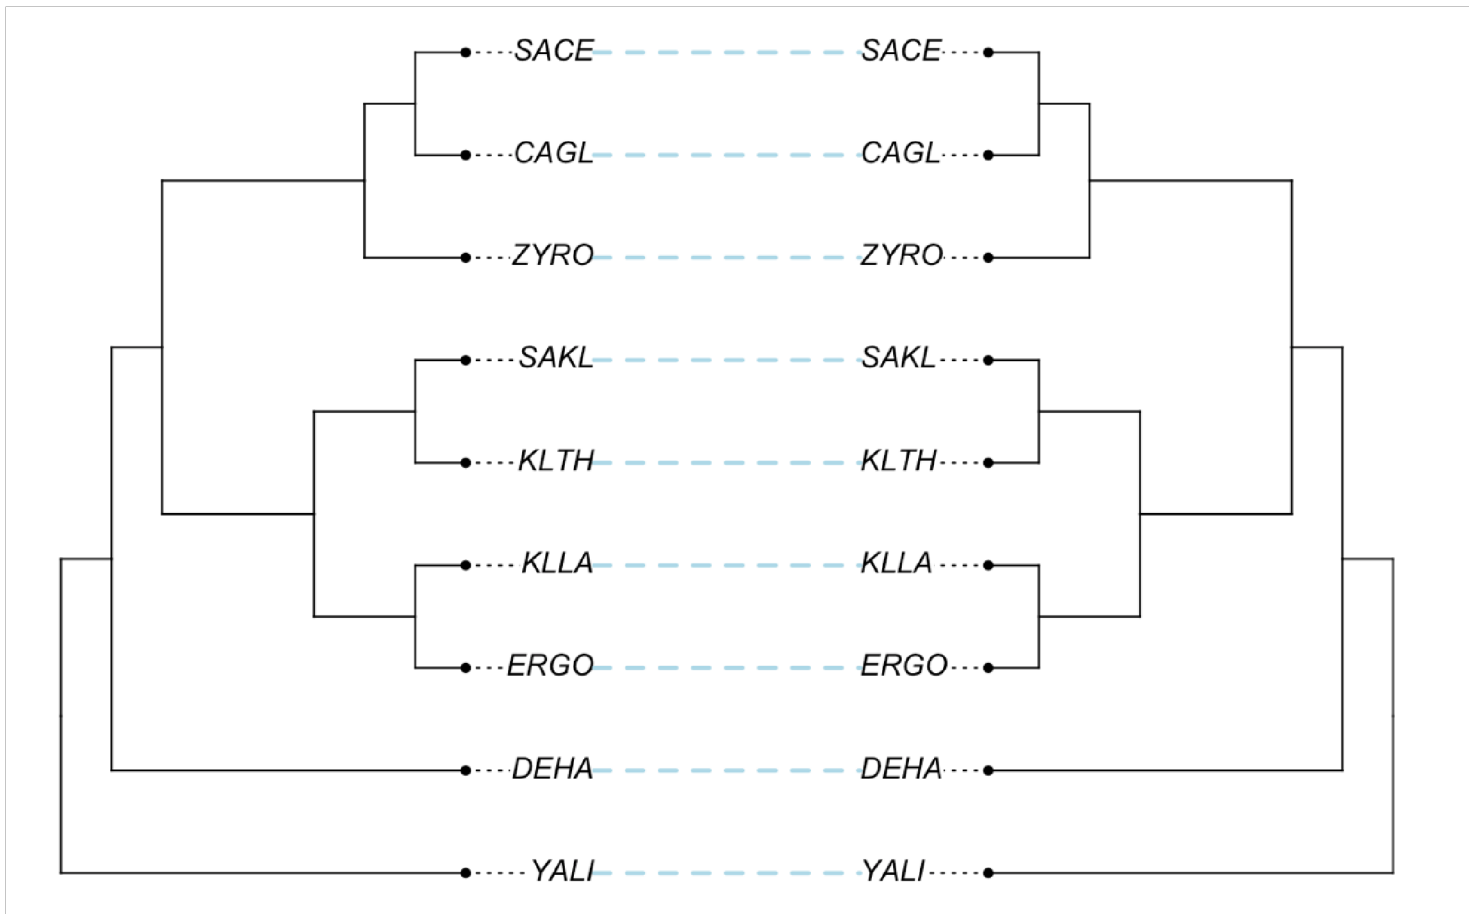 SACE SACE
CAGL CAGL
ZYRO ZYRO
SAKL SAKL
KLTH KLTH
KLLA KLLA
ERGO ERGO
DEHA DEHA
YALI YALI